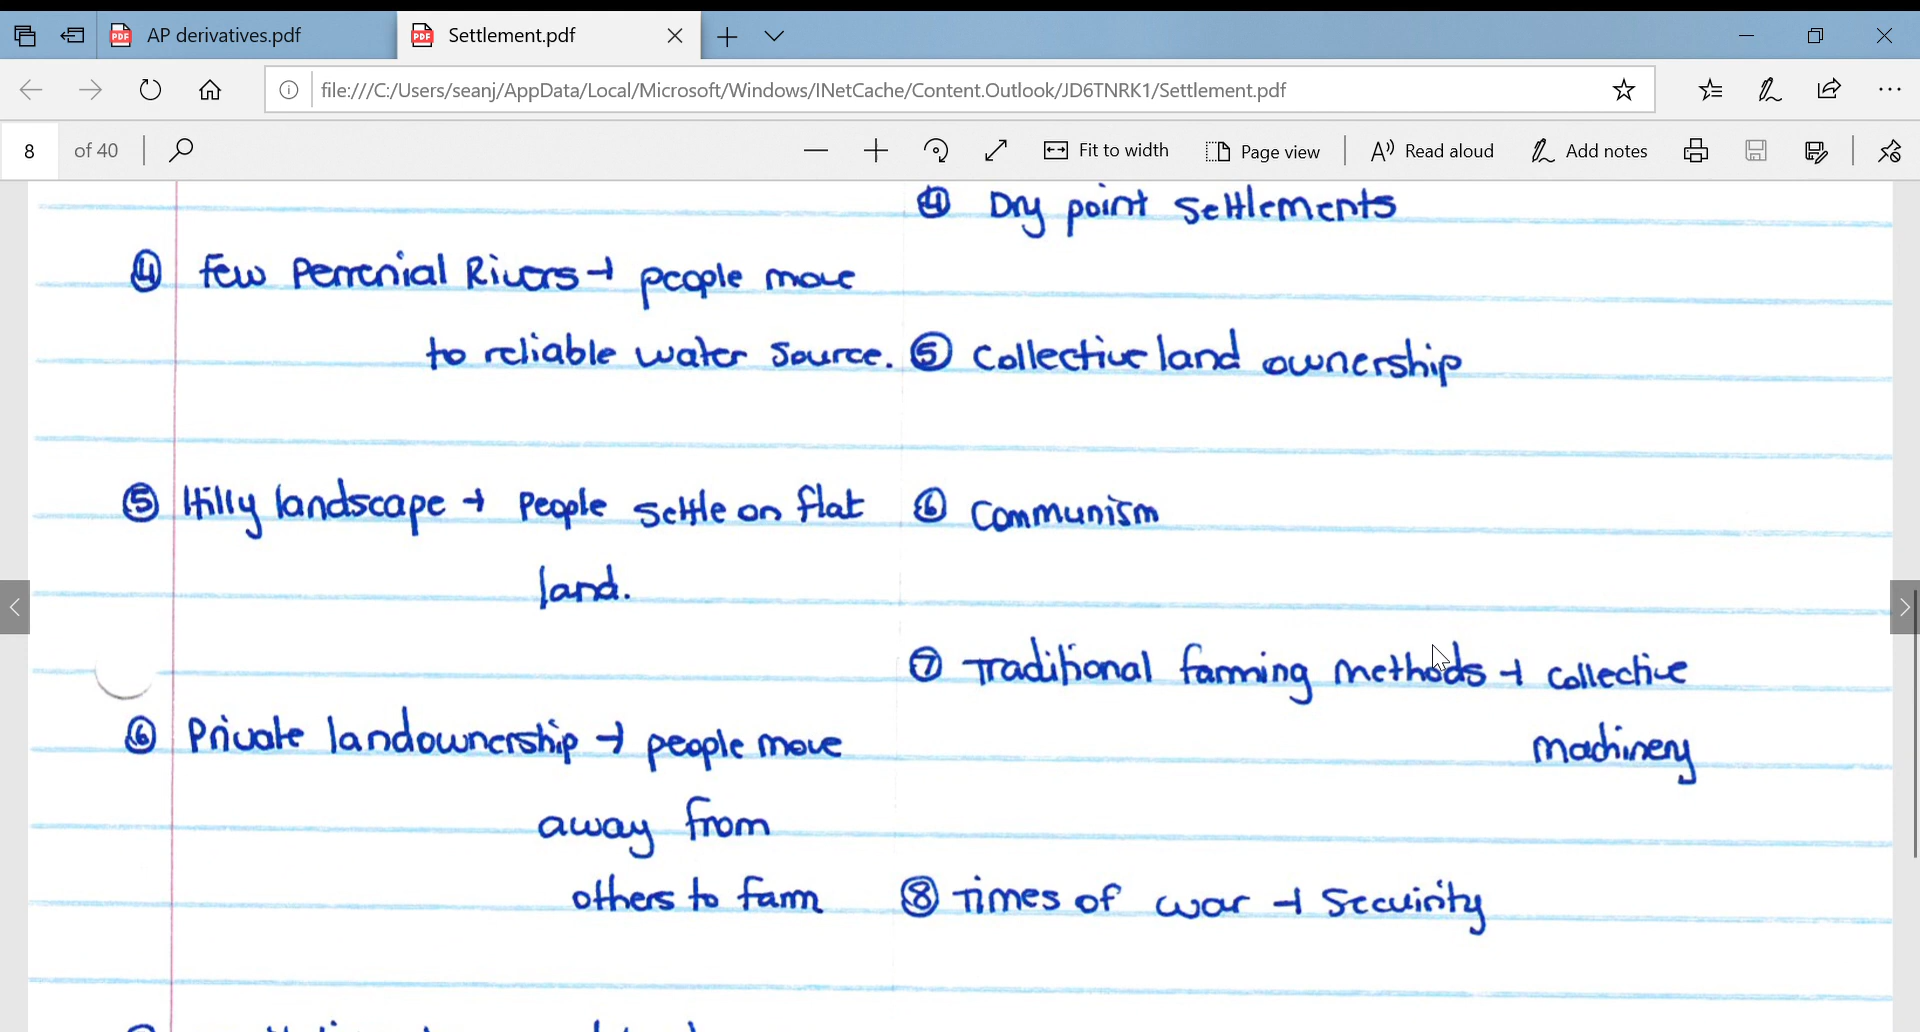 AP derivatives.pdf
Settlement.pdf
file:///C:/Users/seanj/AppData/Local/Microsoft/Windows/INetCache/Content.Outlook/JD6TNRK1/Settlement.pdf
8 of 40
Fit to width
Page view
Read aloud
Add notes
④ Few Perrenial Rivers → people move
to reliable water source.
⑤ Hilly landscape → People settle on flat
land.
⑥ Private landownership → people move
away from
others to farm
④ Dry point settlements
⑤ Collective land ownership
⑥ Communism
⑦ Traditional farming methods → collective
machinery
⑧ Times of war → Secuirity